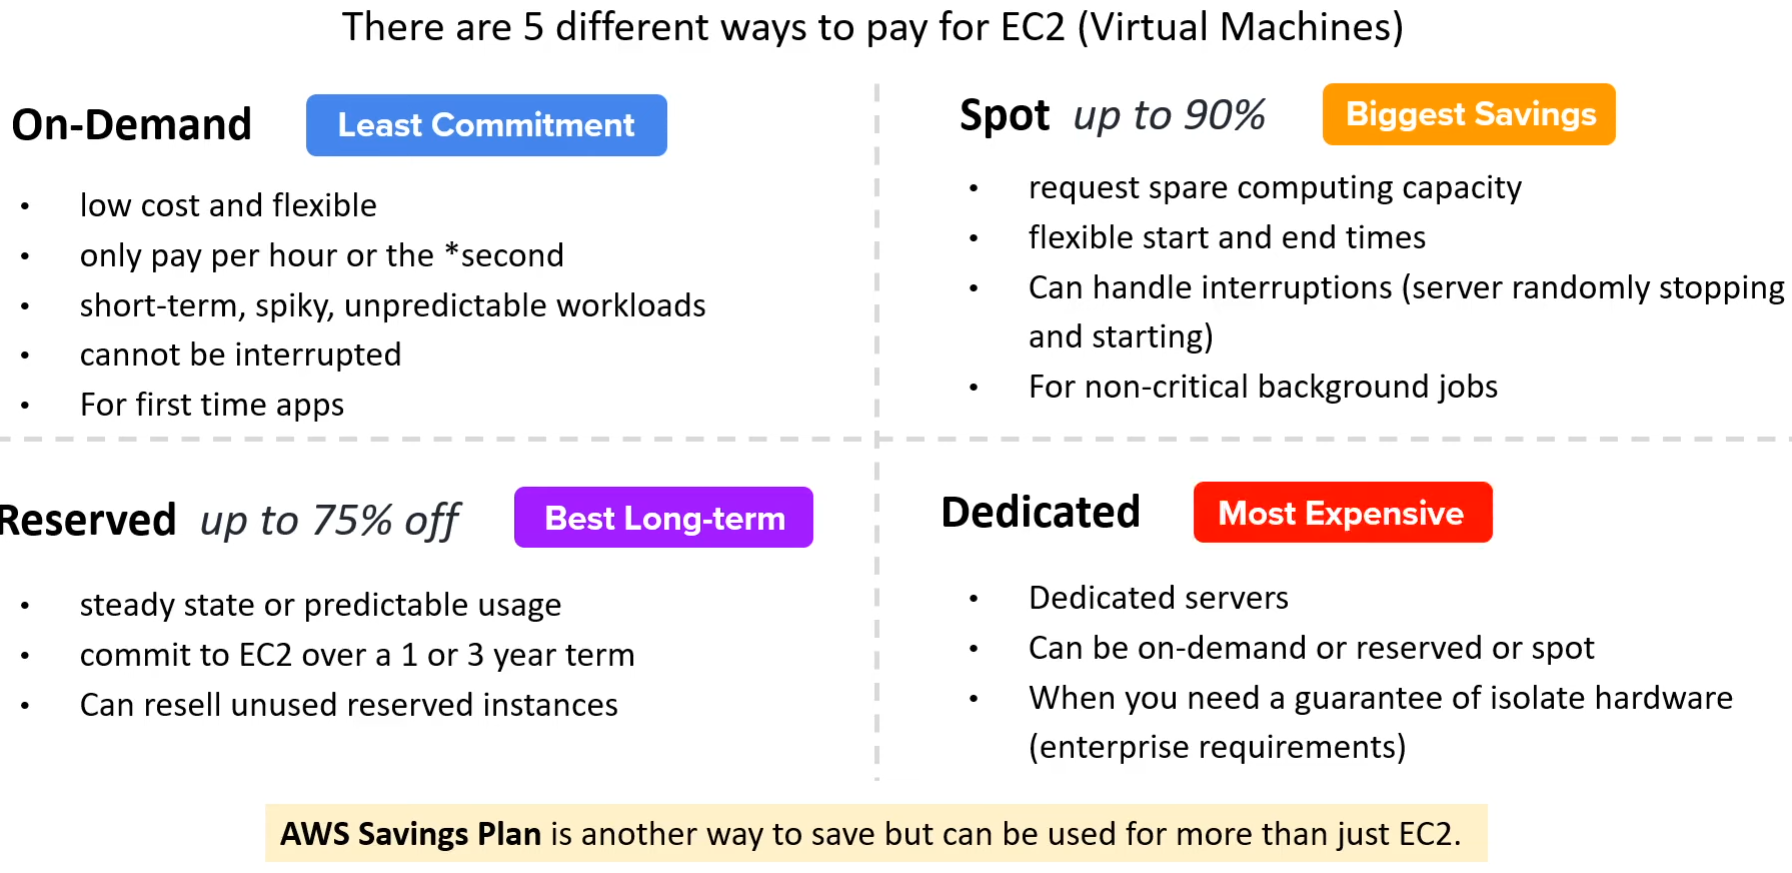 There are 5 different ways to pay for EC2 (Virtual Machines)
On-Demand Least Commitment
• low cost and flexible
• only pay per hour or the *second
• short-term, spiky, unpredictable workloads
• cannot be interrupted
• For first time apps
Spot up to 90% Biggest Savings
• request spare computing capacity
• flexible start and end times
• Can handle interruptions (server randomly stopping
and starting)
• For non-critical background jobs
Reserved up to 75% off Best Long-term
• steady state or predictable usage
• commit to EC2 over a 1 or 3 year term
• Can resell unused reserved instances
Dedicated Most Expensive
• Dedicated servers
• Can be on-demand or reserved or spot
• When you need a guarantee of isolate hardware
(enterprise requirements)
AWS Savings Plan is another way to save but can be used for more than just EC2.